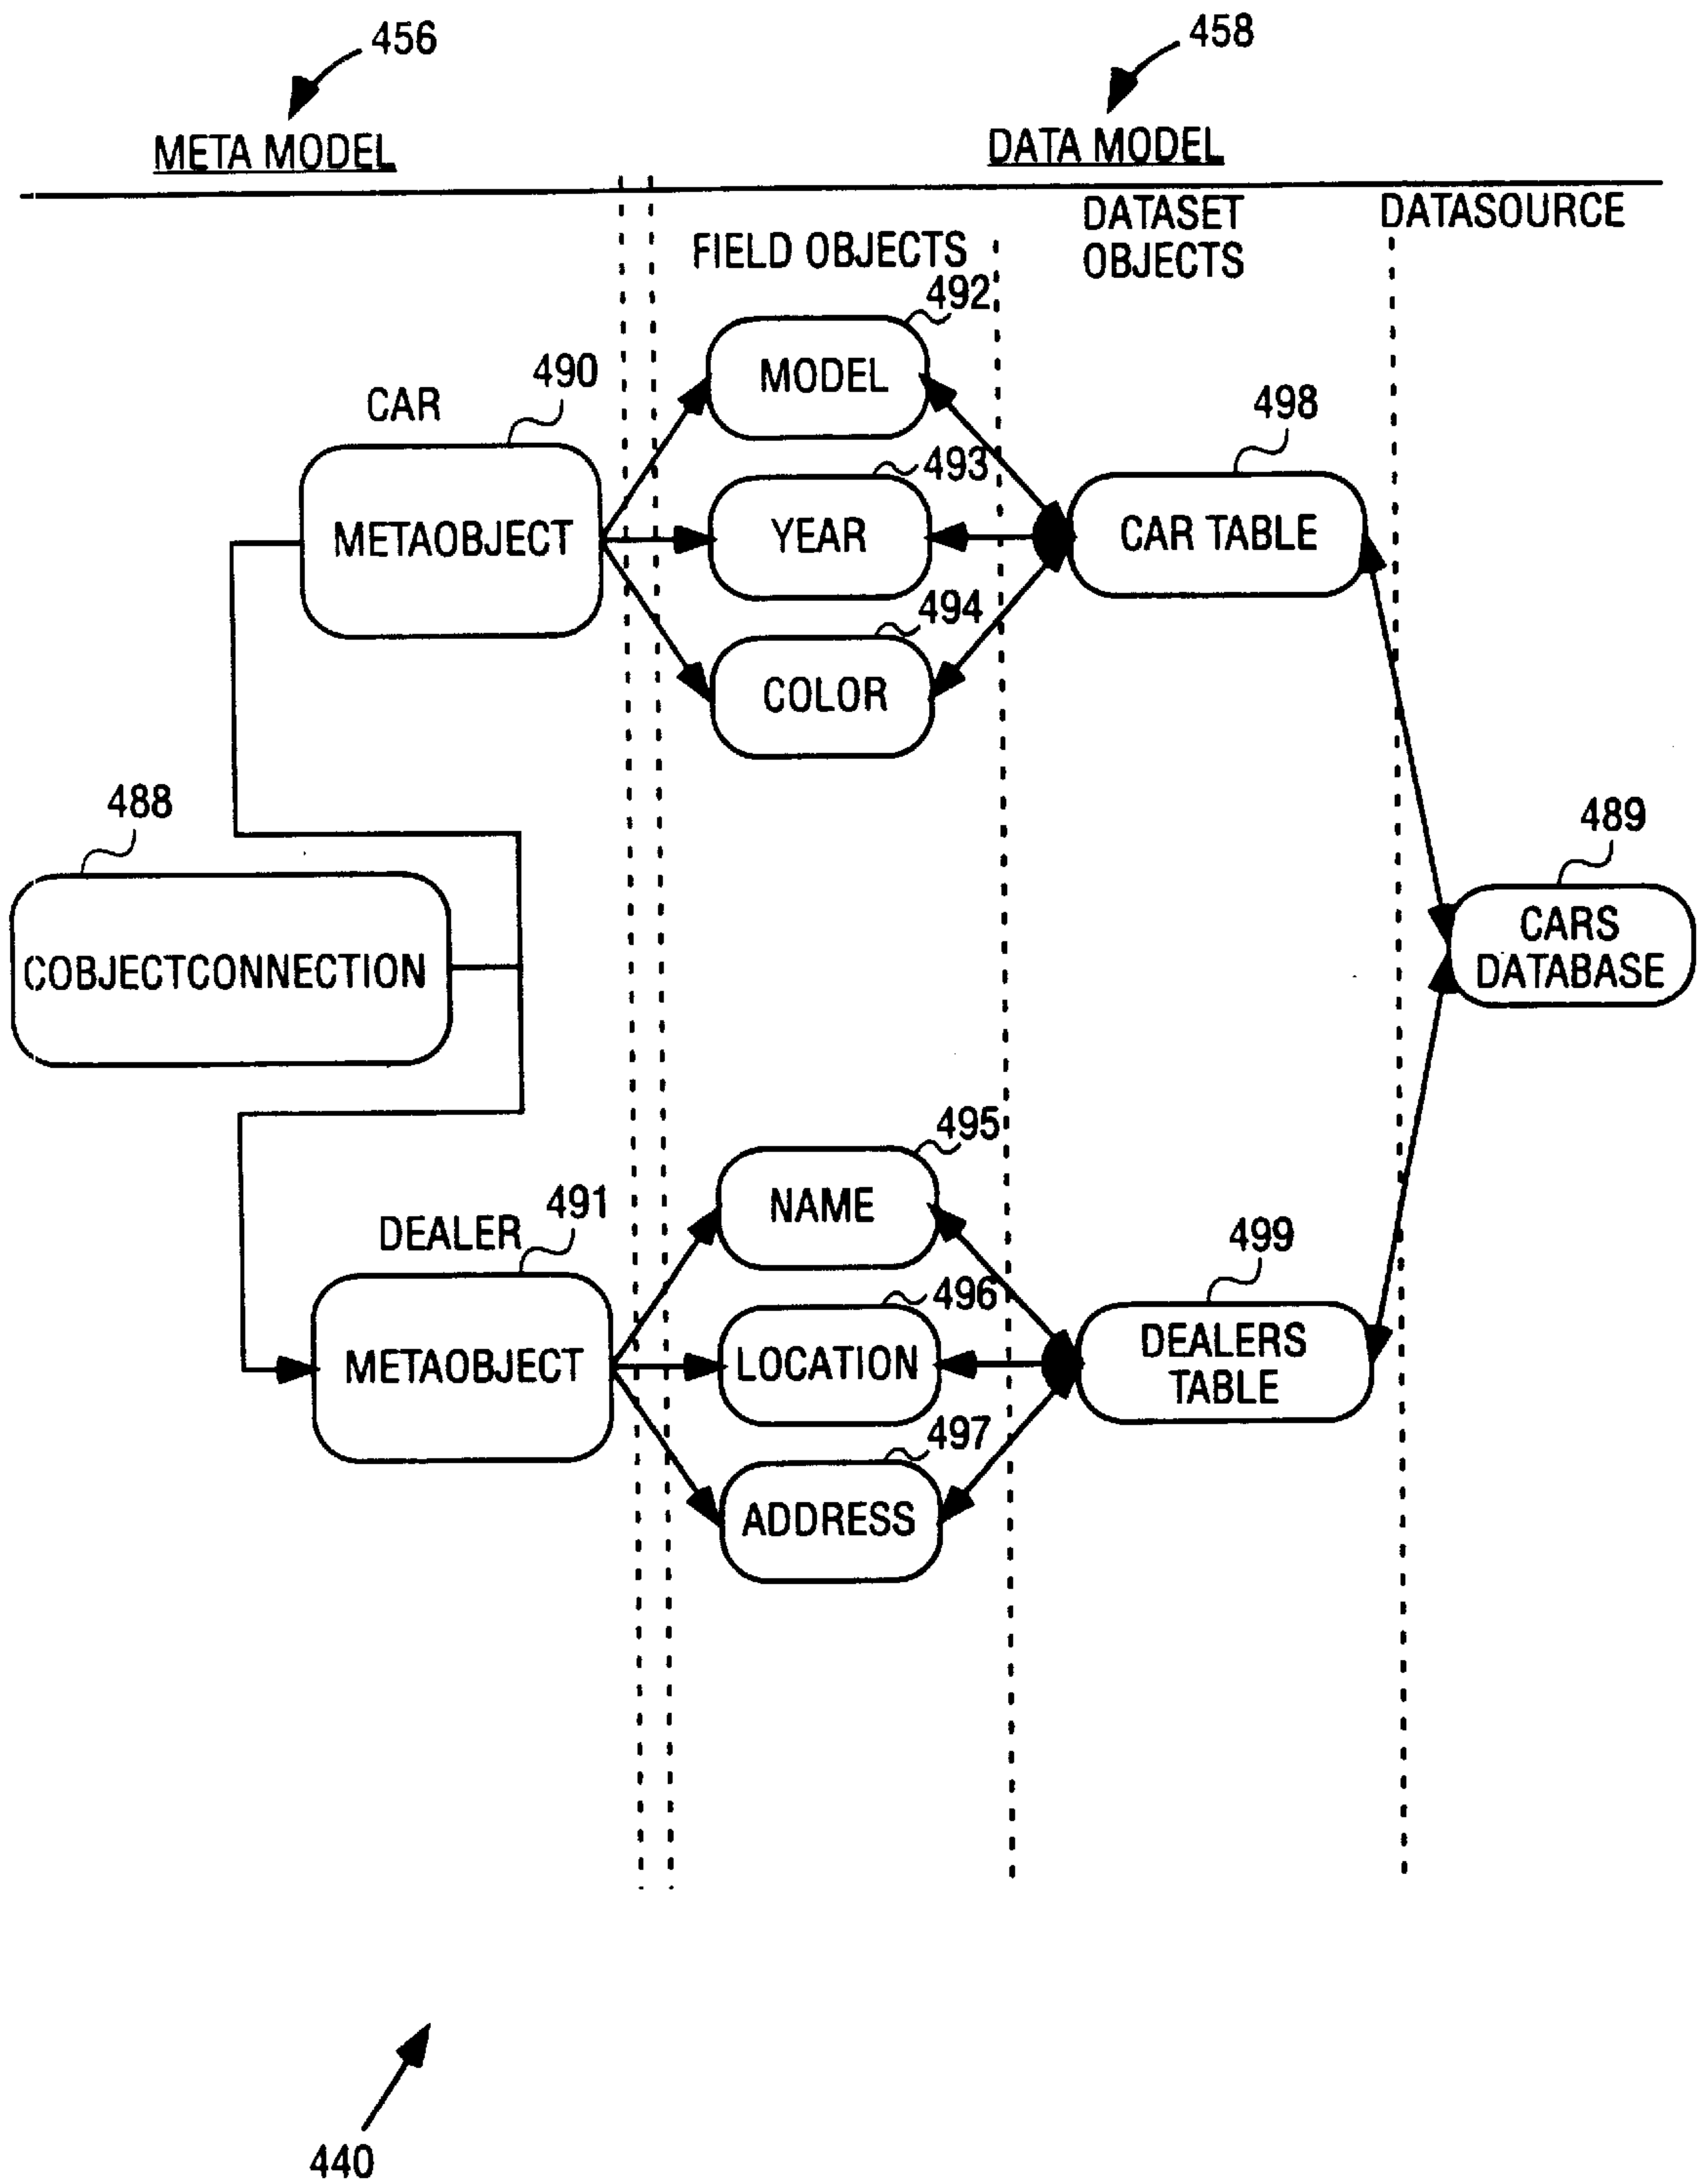 456
458
META MODEL
DATA MODEL
FIELD OBJECTS
DATASET
OBJECTS
DATASOURCE
492
MODEL
490
CAR
METAOBJECT
493
YEAR
498
CAR TABLE
494
COLOR
488
COBJECTCONNECTION
489
CARS
DATABASE
495
NAME
491
DEALER
METAOBJECT
496
LOCATION
499
DEALERS
TABLE
497
ADDRESS
440